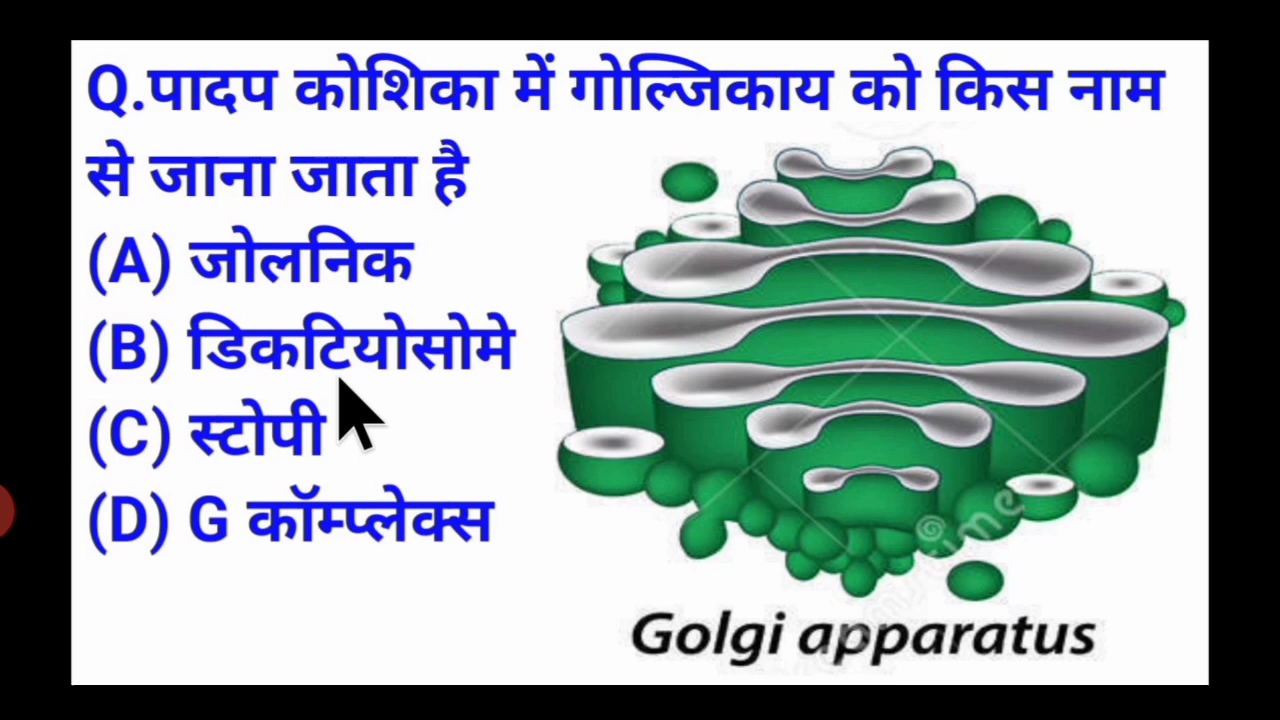 Q.पादप कोशिका में गोल्जिकाय को किस नाम
से जाना जाता है
(A) जोलनिक
(B) डिकटियोसोमे
(C) स्टोपी
(D) G कॉम्प्लेक्स
Golgi apparatus